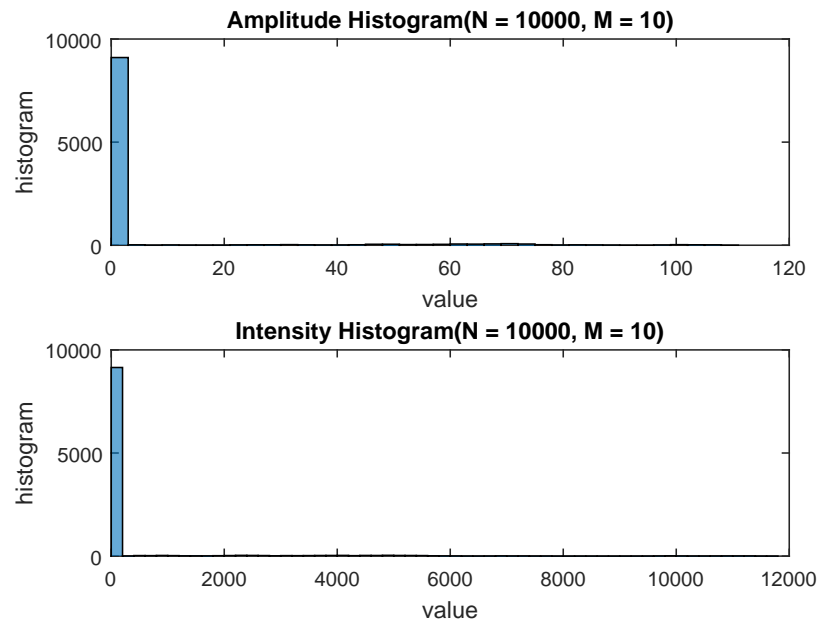 Amplitude Histogram(N = 10000, M = 10)
10000
5000
0
histogram
0 20 40 60 80 100 120
value
Intensity Histogram(N = 10000, M = 10)
10000
5000
0
histogram
0 2000 4000 6000 8000 10000 12000
value